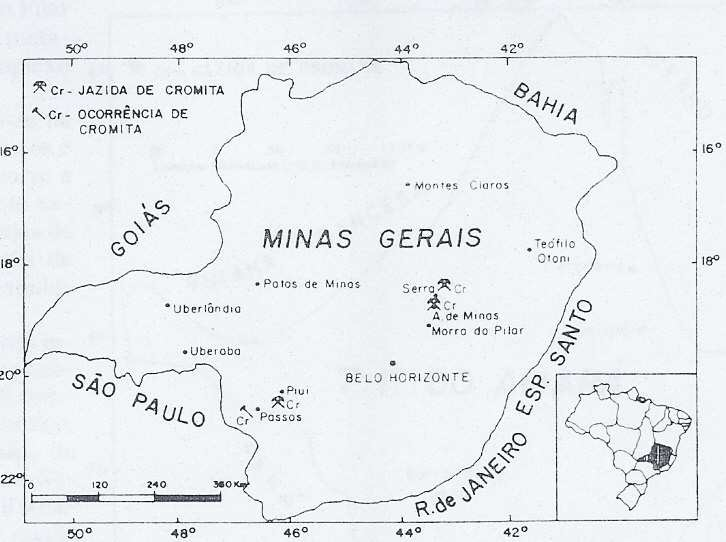 50° 48° 46° 44° 42°
Cr - JAZIDA DE CROMITA
Cr - OCORRÊNCIA DE
CROMITA
BAHIA
16° 16°
Montes Claros
GOIÁS
MINAS GERAIS
Teófilo
Otoni
18° 18°
Patos de Minas
Serro Cr
Cr
Uberlândia
A. de Minas
Morro do Pilar
Uberaba
BELO HORIZONTE
ESP. SANTO
20° 20°
SÃO PAULO
Piui
Cr
Passos
Cr
R. de JANEIRO
22°
0 120 240 360 Km
50° 48° 46° 44° 42°